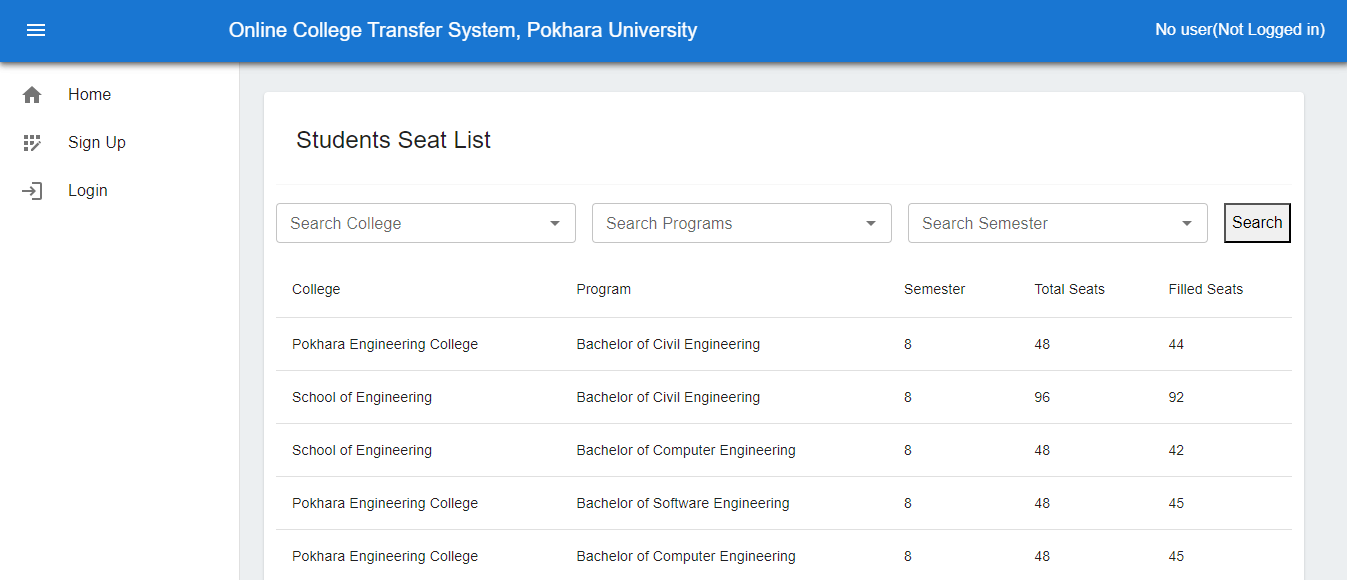 Online College Transfer System, Pokhara University
No user(Not Logged in)
Home
Sign Up
Login
Students Seat List
Search College
Search Programs
Search Semester
Search
College Program Semester Total Seats Filled Seats
Pokhara Engineering College Bachelor of Civil Engineering 8 48 44
School of Engineering Bachelor of Civil Engineering 8 96 92
School of Engineering Bachelor of Computer Engineering 8 48 42
Pokhara Engineering College Bachelor of Software Engineering 8 48 45
Pokhara Engineering College Bachelor of Computer Engineering 8 48 45